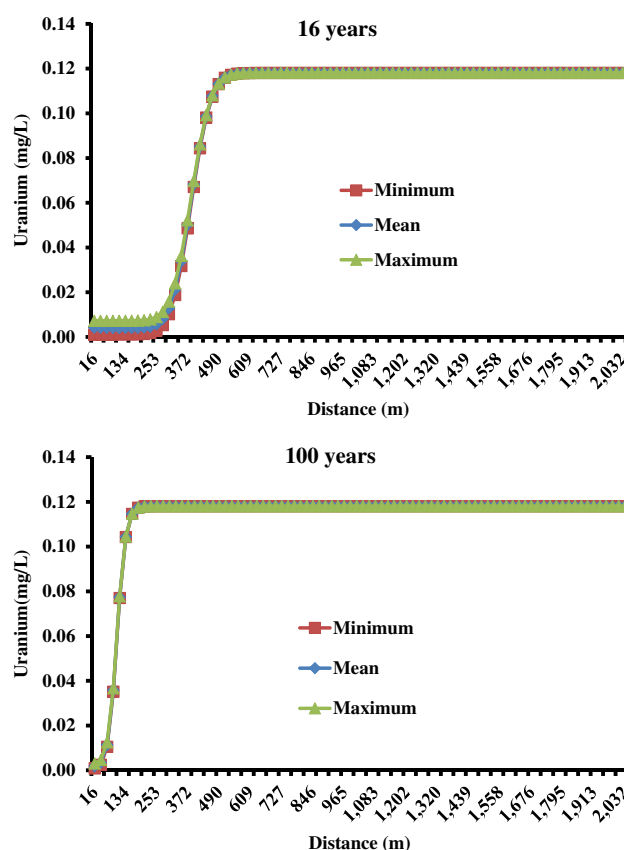 16 years
0.14
0.12
0.10
0.08
0.06
0.04
0.02
0.00
Uranium (mg/L)
Minimum
Mean
Maximum
16 134 253 372 490 609 727 846 965 1,083 1,202 1,320 1,439 1,558 1,676 1,795 1,913 2,032
Distance (m)
100 years
0.14
0.12
0.10
0.08
0.06
0.04
0.02
0.00
Uranium(mg/L)
Minimum
Mean
Maximum
16 134 253 372 490 609 727 846 965 1,083 1,202 1,320 1,439 1,558 1,676 1,795 1,913 2,032
Distance (m)